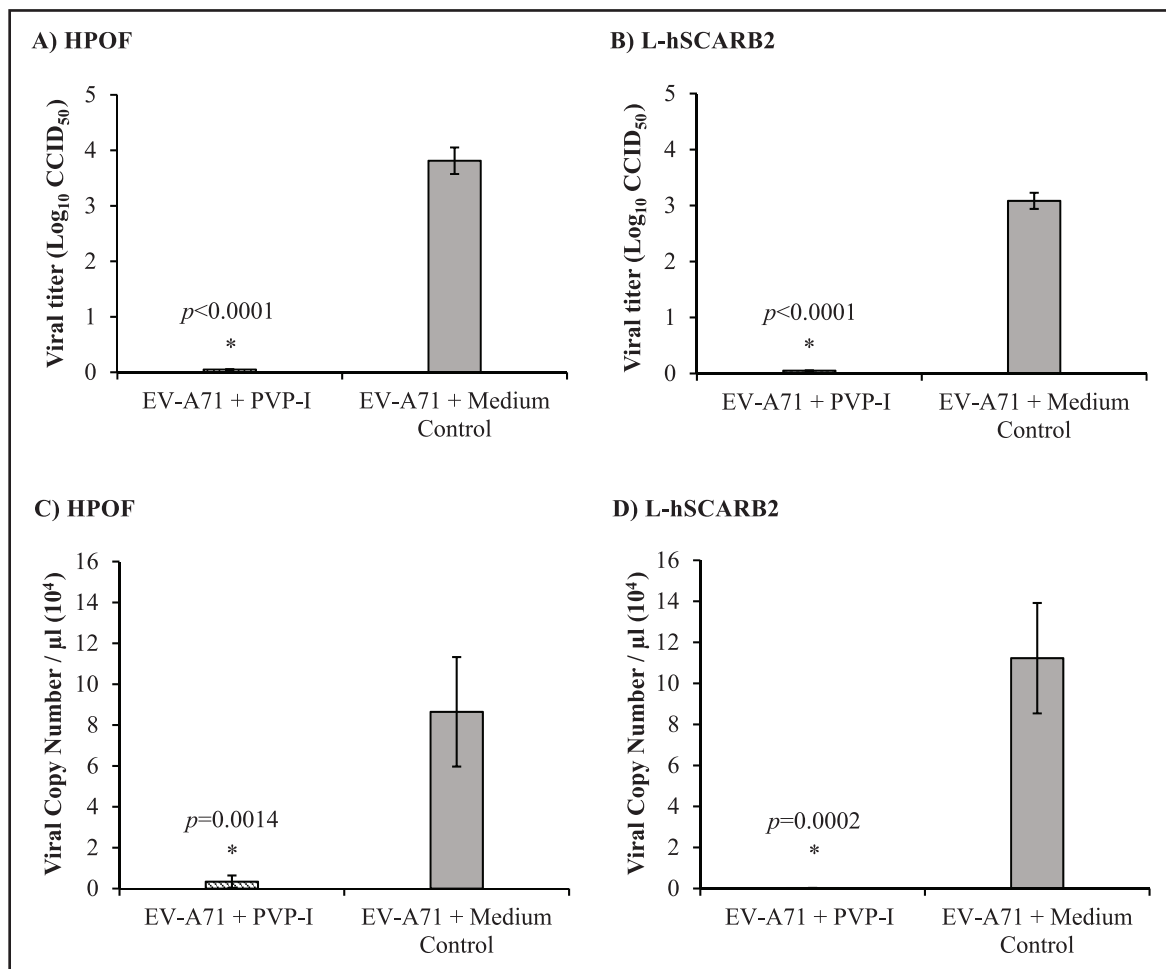 A) HPOF
Viral titer (Log₁₀ CCID₅₀)
5
4
3
2
1
0
p<0.0001
*
EV-A71 + PVP-I
EV-A71 + Medium
Control
B) L-hSCARB2
Viral titer (Log₁₀ CCID₅₀)
5
4
3
2
1
0
p<0.0001
*
EV-A71 + PVP-I
EV-A71 + Medium
Control
C) HPOF
Viral Copy Number / µl (10⁴)
16
14
12
10
8
6
4
2
0
p=0.0014
*
EV-A71 + PVP-I
EV-A71 + Medium
Control
D) L-hSCARB2
Viral Copy Number / µl (10⁴)
16
14
12
10
8
6
4
2
0
p=0.0002
*
EV-A71 + PVP-I
EV-A71 + Medium
Control